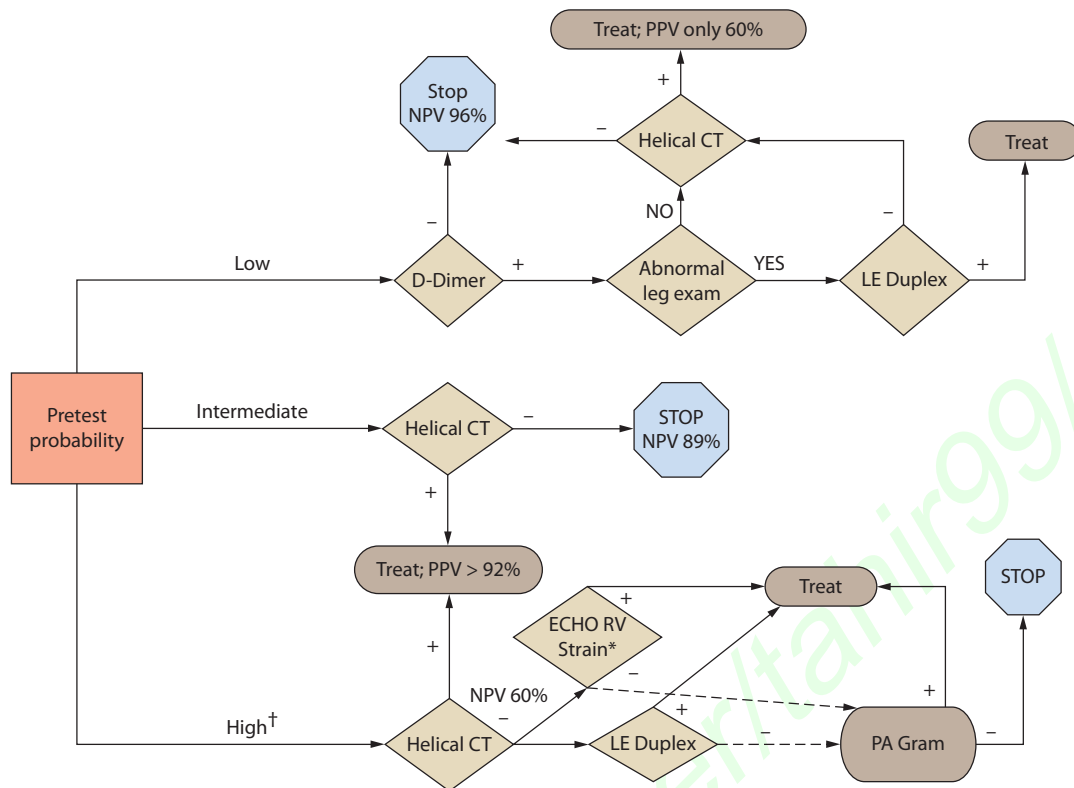 Treat; PPV only 60%
Stop
NPV 96%
+
–
Helical CT
Treat
–
NO
–
Low
D-Dimer
+
Abnormal
leg exam
YES
LE Duplex
+
Pretest
probability
Intermediate
Helical CT
–
STOP
NPV 89%
+
Treat; PPV > 92%
Treat
STOP
+
ECHO RV
Strain*
+
–
NPV 60%
–
High†
Helical CT
+
LE Duplex
–
+
PA Gram
–
er/tahir99/